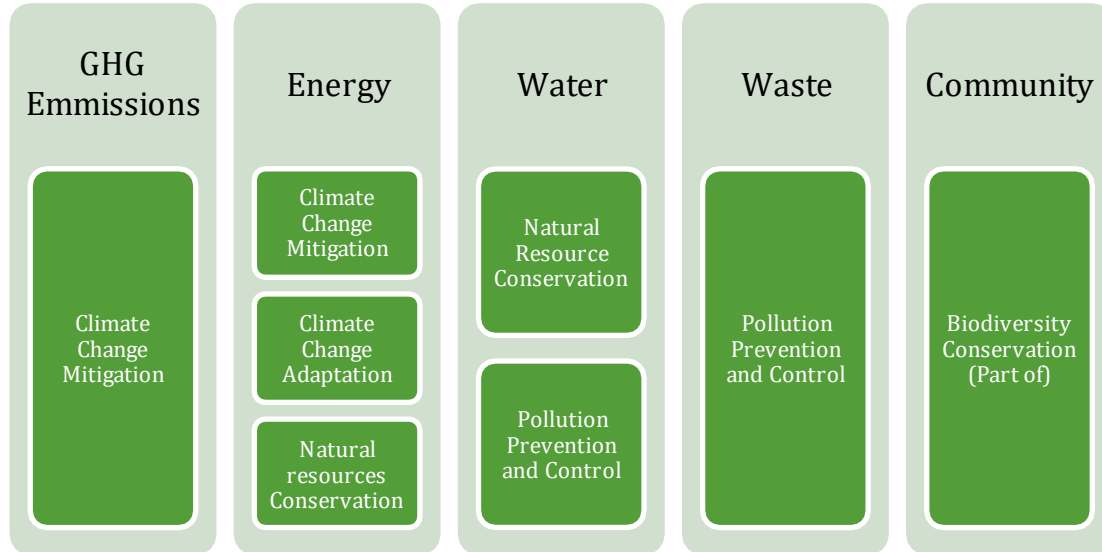 GHG
Emmissions
Climate
Change
Mitigation
Energy
Climate
Change
Mitigation
Climate
Change
Adaptation
Natural
resources
Conservation
Water
Natural
Resource
Conservation
Pollution
Prevention
and Control
Waste
Pollution
Prevention
and Control
Community
Biodiversity
Conservation
(Part of)